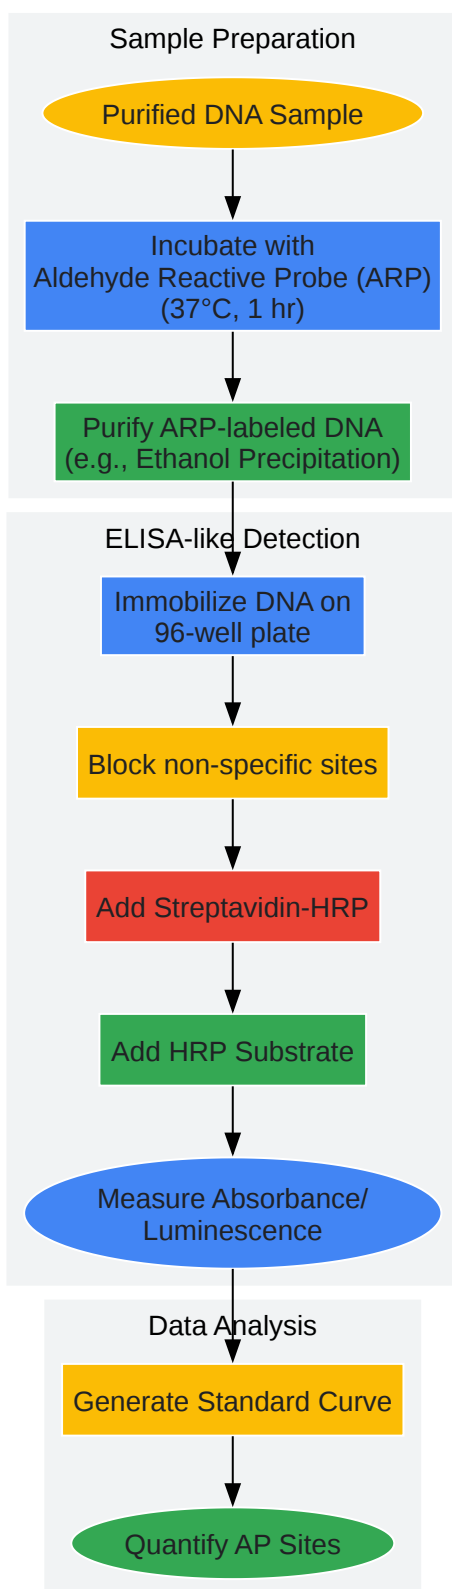 Sample Preparation
Purified DNA Sample
Incubate with
Aldehyde Reactive Probe (ARP)
(37°C, 1 hr)
Purify ARP-labeled DNA
(e.g., Ethanol Precipitation)
ELISA-like Detection
Immobilize DNA on
96-well plate
Block non-specific sites
Add Streptavidin-HRP
Add HRP Substrate
Measure Absorbance/
Luminescence
Data Analysis
Generate Standard Curve
Quantify AP Sites